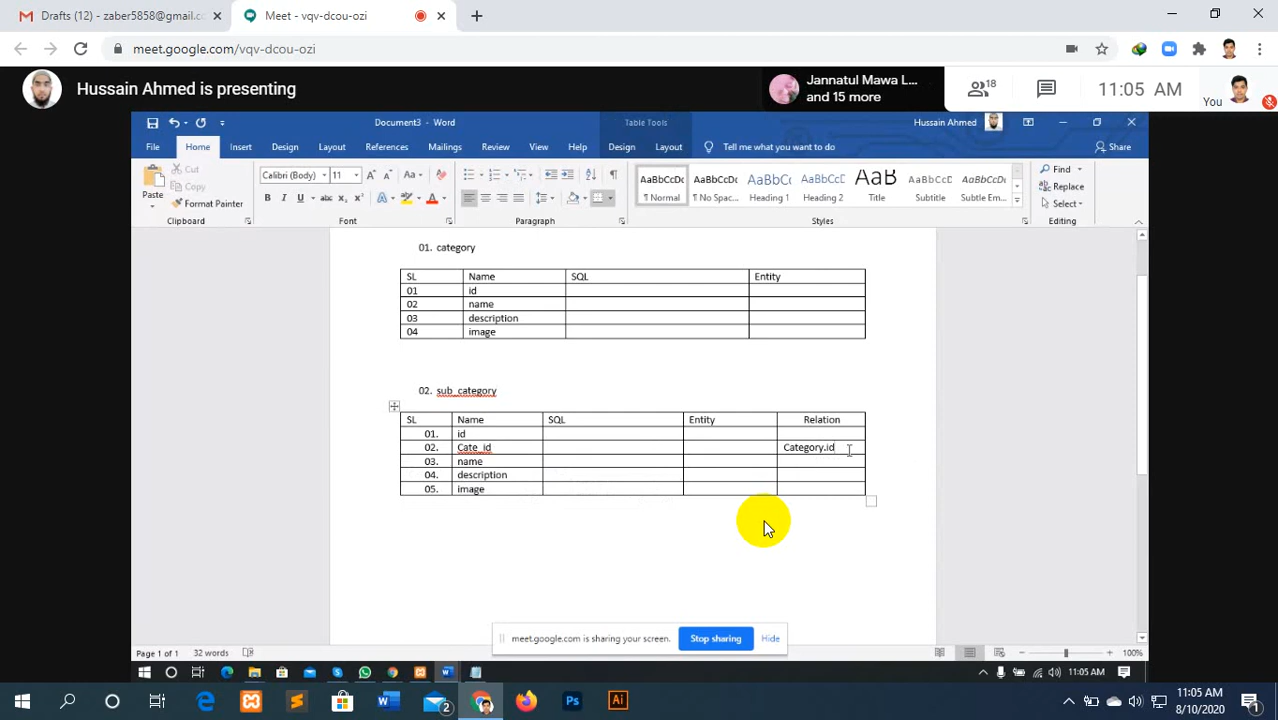 Drafts (12) - zaber5858@gmail.co
Meet - vqv-dcou-ozi
meet.google.com/vqv-dcou-ozi
Hussain Ahmed is presenting
Jannatul Mawa L...
and 15 more
18
11:05 AM
You
Document3 - Word
Table Tools
Hussain Ahmed
File Home Insert Design Layout References Mailings Review View Help Design Layout Tell me what you want to do Share
Paste
Cut
Copy
Format Painter
Clipboard
Calibri (Body) 11
Font
Paragraph
AaBbCcDc AaBbCcDc AaBbCc AaBbCcC AaB AaBbCcD AaBbCcDc
¶ Normal ¶ No Spac... Heading 1 Heading 2 Title Subtitle Subtle Em...
Styles
Find
Replace
Select
Editing
01. category
SL Name SQL Entity
01 id
02 name
03 description
04 image
02. sub_category
SL Name SQL Entity Relation
01. id
02. Cate_id Category.id
03. name
04. description
05. image
meet.google.com is sharing your screen. Stop sharing Hide
Page 1 of 1 32 words 100%
11:05 AM
2
11:05 AM
8/10/2020
1